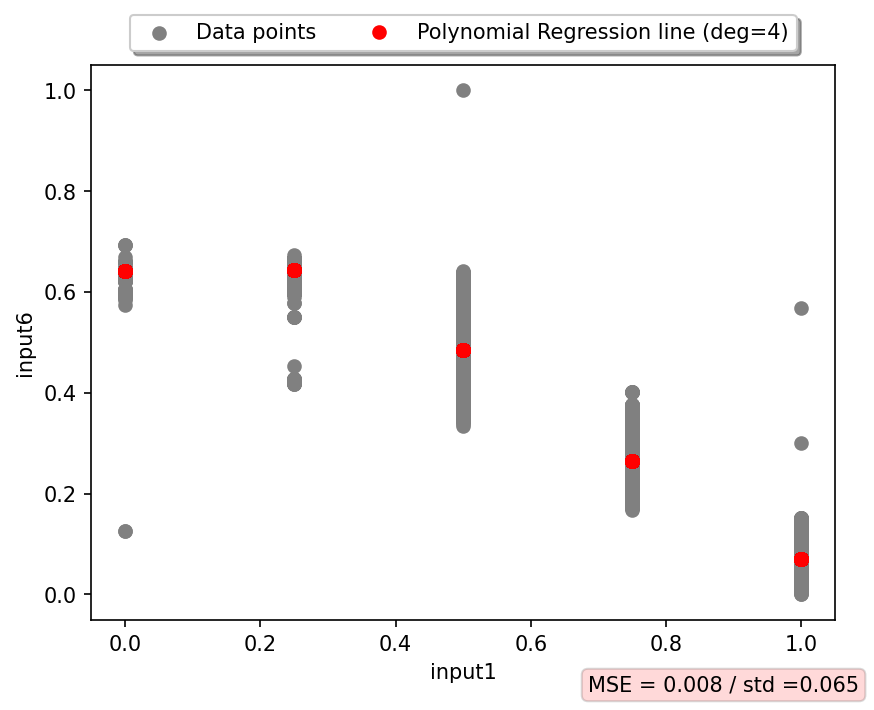 Data points
Polynomial Regression line (deg=4)
1.0
0.8
0.6
0.4
0.2
0.0
input6
0.0
0.2
0.4
0.6
0.8
1.0
input1
MSE = 0.008 / std =0.065